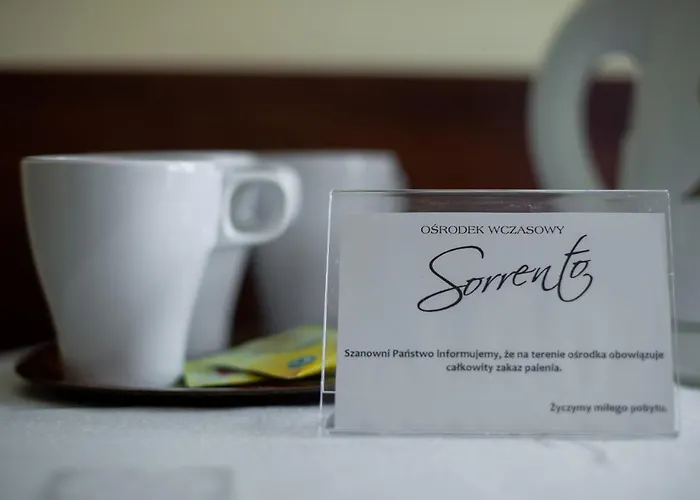 OŚRODEK WCZASOWY
Sorrento
Szanowni Państwo informujemy, że na terenie ośrodka obowiązuje
całkowity zakaz palenia.
Życzymy miłego pobytu.